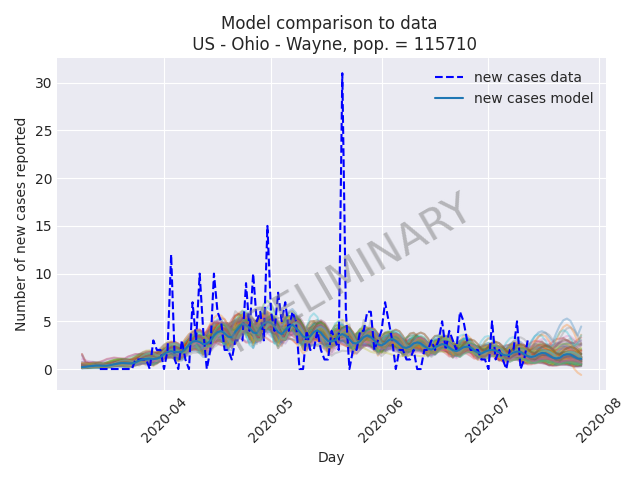 Model comparison to data
US - Ohio - Wayne, pop. = 115710
new cases data
new cases model
Number of new cases reported
30
25
20
15
10
5
0
PRELIMINARY
2020-04
2020-05
2020-06
2020-07
2020-08
Day